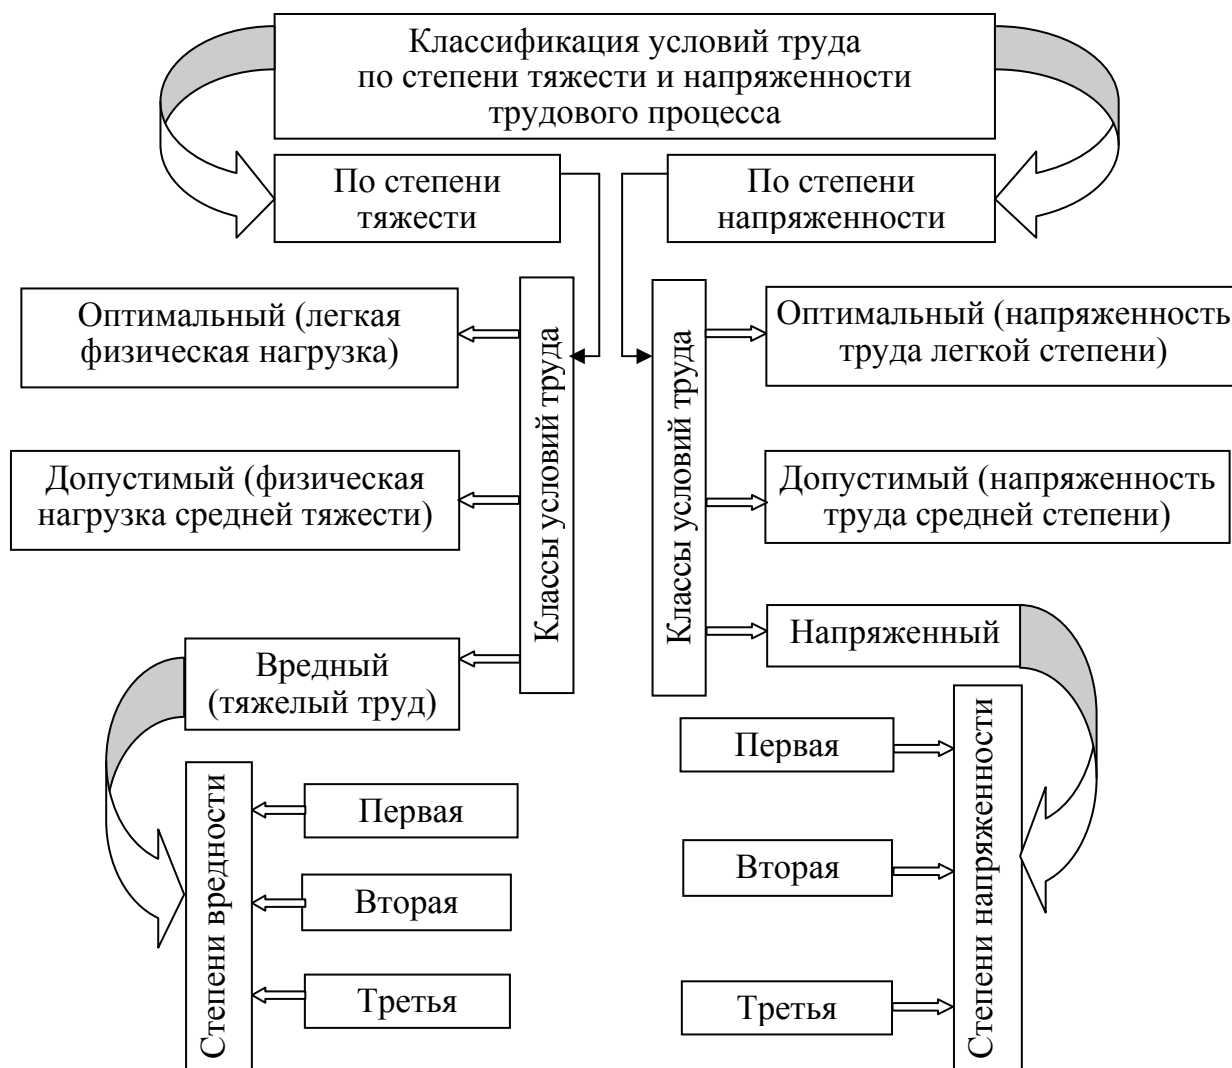 Классификация условий труда
по степени тяжести и напряженности
трудового процесса
По степени
тяжести
По степени
напряженности
Классы условий труда
Классы условий труда
Оптимальный (легкая
физическая нагрузка)
Оптимальный (напряженность
труда легкой степени)
Допустимый (физическая
нагрузка средней тяжести)
Допустимый (напряженность
труда средней степени)
Вредный
(тяжелый труд)
Напряженный
Степени вредности
Первая
Вторая
Третья
Первая
Вторая
Третья
Степени напряженности